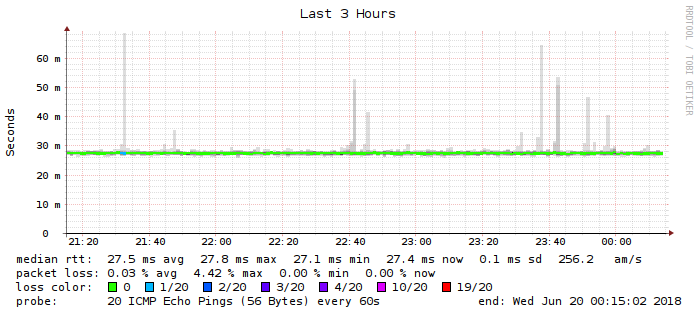 Last 3 Hours
RRDTOOL / TOBI OETIKER
Seconds
60 m
50 m
40 m
30 m
20 m
10 m
0
21:20 21:40 22:00 22:20 22:40 23:00 23:20 23:40 00:00
median rtt: 27.5 ms avg 27.8 ms max 27.1 ms min 27.4 ms now 0.1 ms sd 256.2 am/s
packet loss: 0.03 % avg 4.42 % max 0.00 % min 0.00 % now
loss color: 0 1/20 2/20 3/20 4/20 10/20 19/20
probe: 20 ICMP Echo Pings (56 Bytes) every 60s end: Wed Jun 20 00:15:02 2018